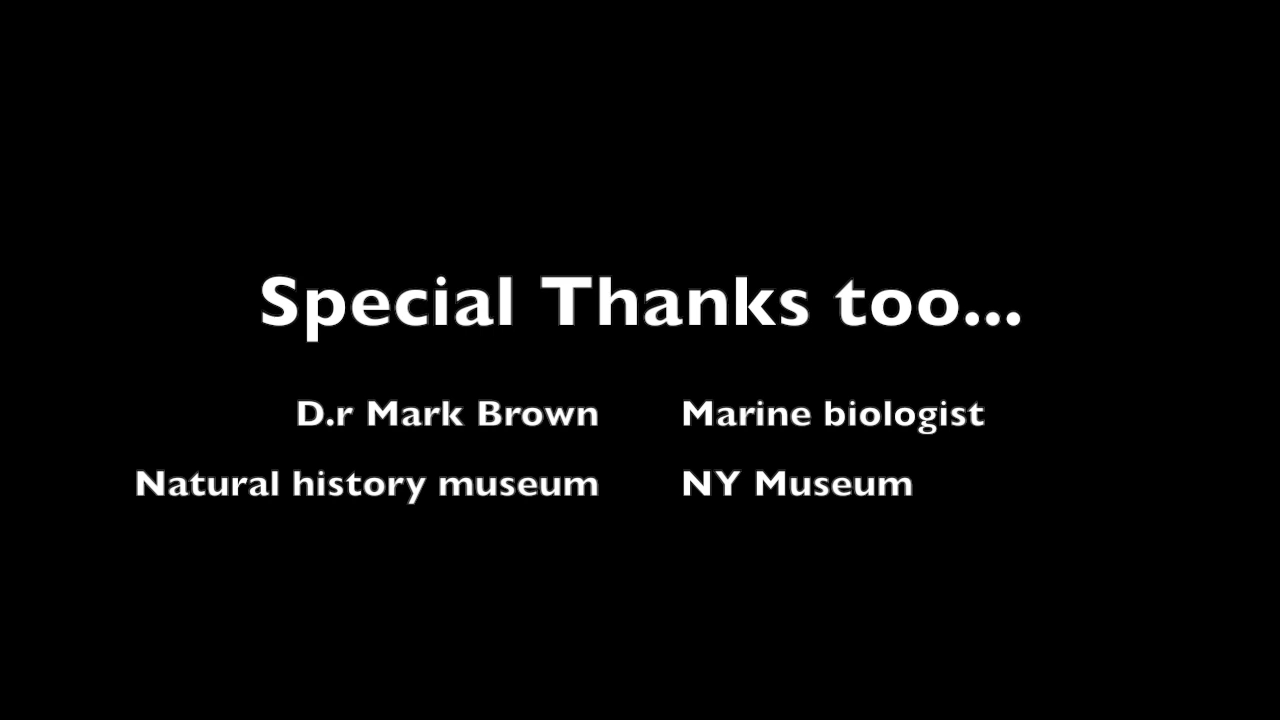 Special Thanks too...
D.r Mark Brown Marine biologist
Natural history museum NY Museum